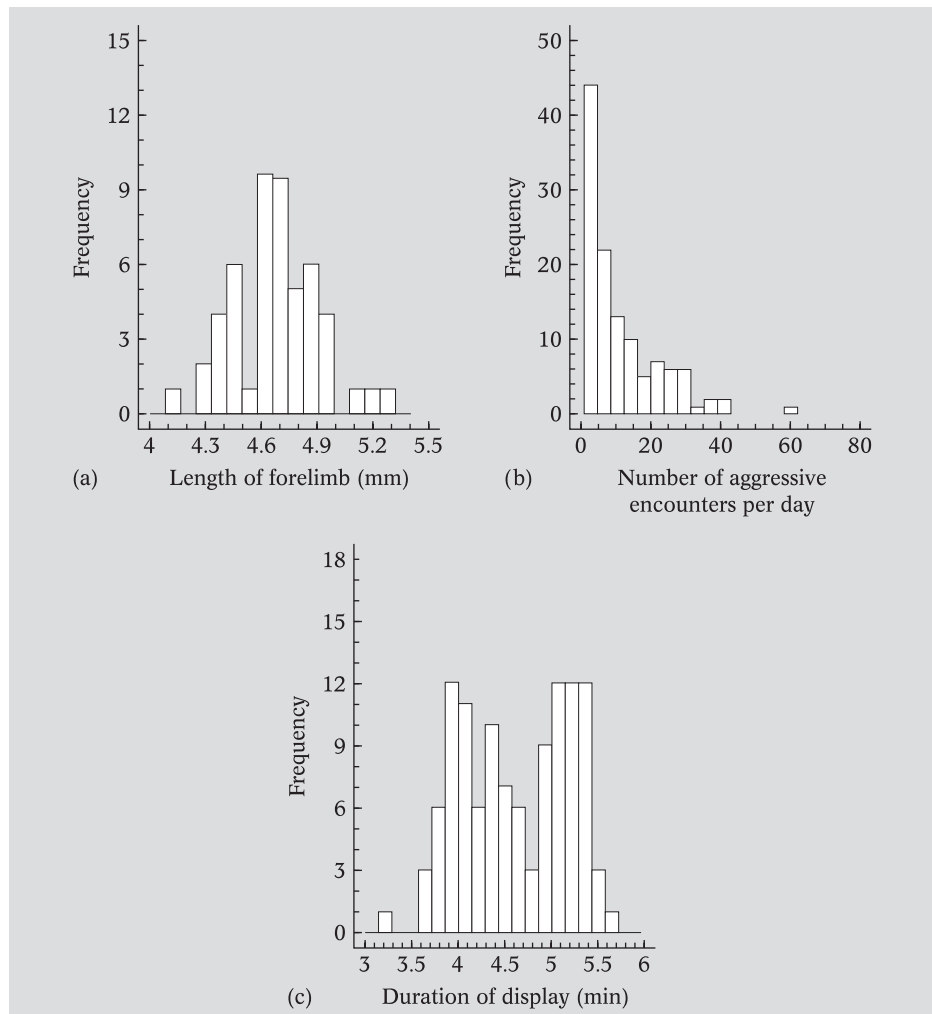 15
12
9
6
3
0
Frequency
4 4.3 4.6 4.9 5.2 5.5
(a) Length of forelimb (mm)
50
40
30
20
10
0
Frequency
0 20 40 60 80
(b) Number of aggressive
encounters per day
18
15
12
9
6
3
0
Frequency
3 3.5 4 4.5 5 5.5 6
(c) Duration of display (min)